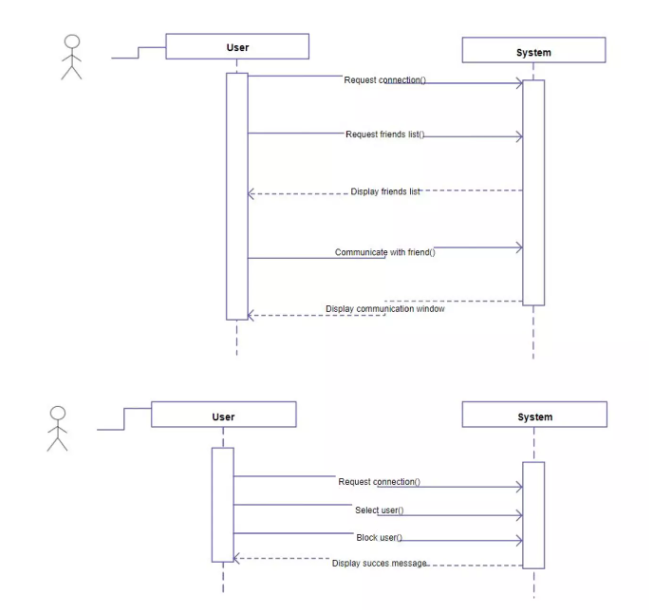 User
System
Request connection()
Request friends list()
Display friends list
Communicate with friend()
Display communication window
User
System
Request connection()
Select user()
Block user()
Display succes message